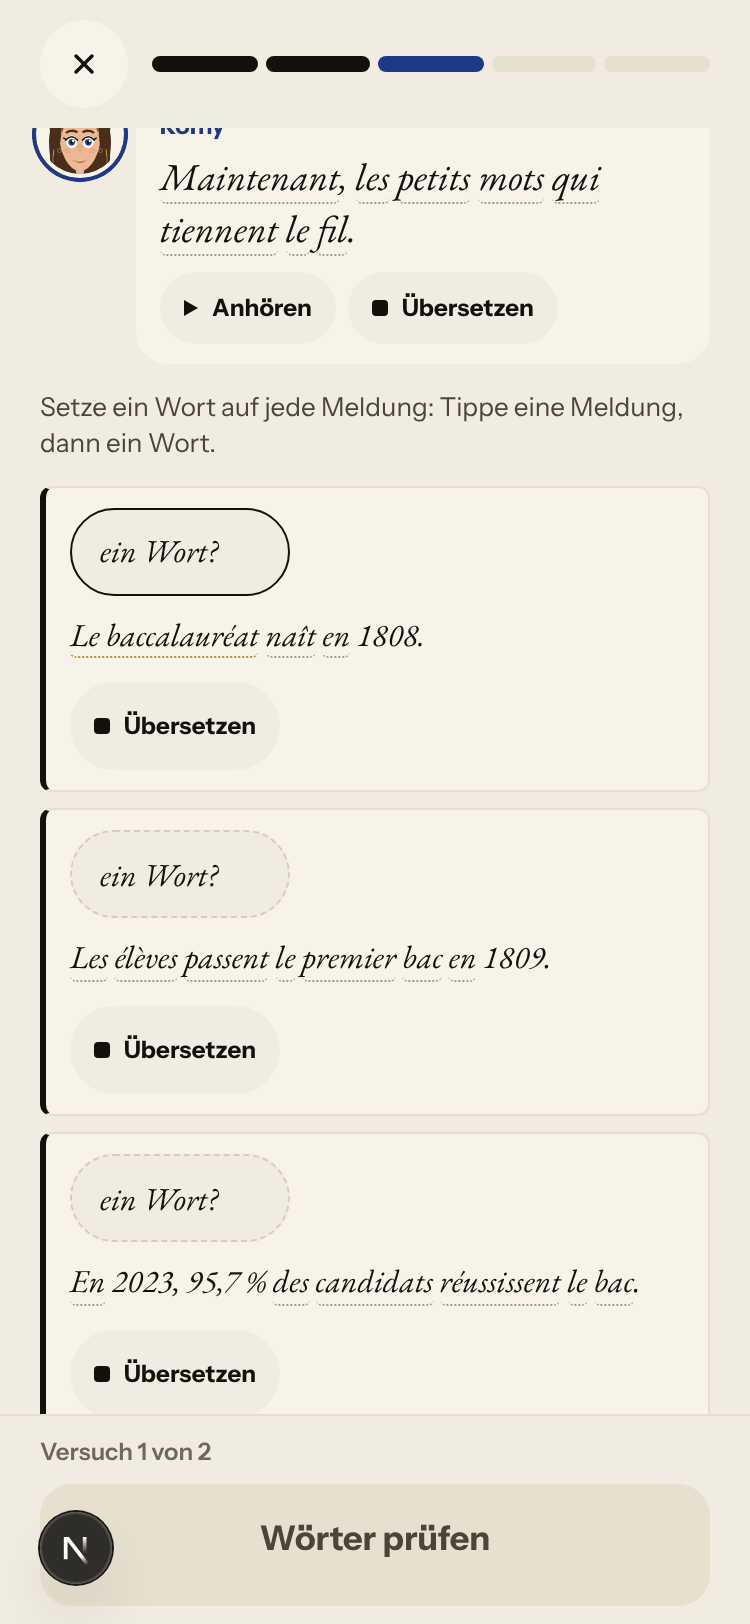 Romy
Maintenant, les petits mots qui
tiennent le fil.
Anhören
Übersetzen
Setze ein Wort auf jede Meldung: Tippe eine Meldung,
dann ein Wort.
ein Wort?
Le baccalauréat naît en 1808.
Übersetzen
ein Wort?
Les élèves passent le premier bac en 1809.
Übersetzen
ein Wort?
En 2023, 95,7 % des candidats réussissent le bac.
Übersetzen
Versuch 1 von 2
Wörter prüfen
N